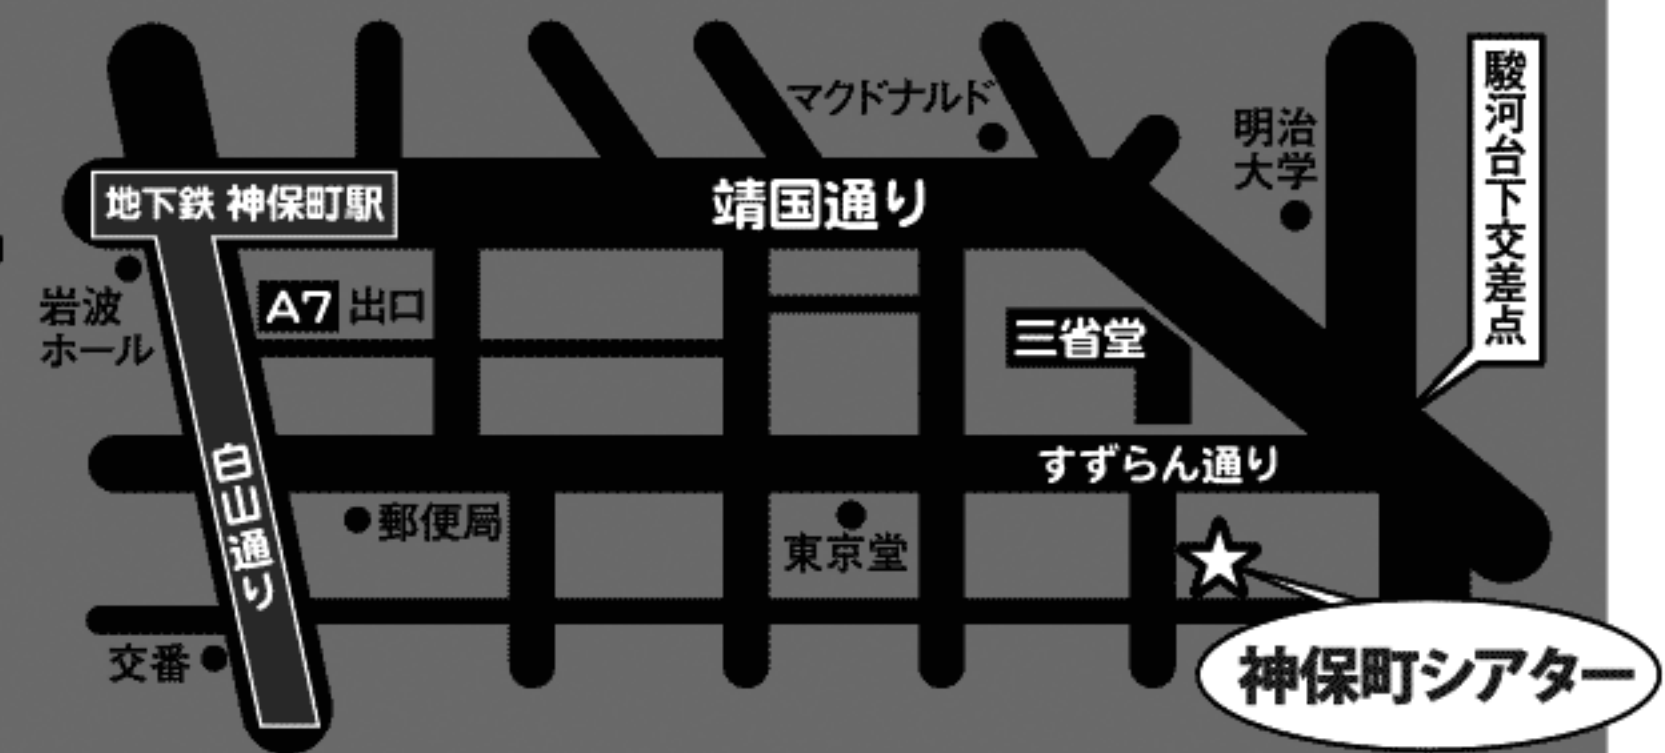 マクドナルド
明治
大学
駿河台下交差点
地下鉄 神保町駅
靖国通り
岩波
ホール
A7 出口
三省堂
白山通り
すずらん通り
郵便局
東京堂
交番
神保町シアター